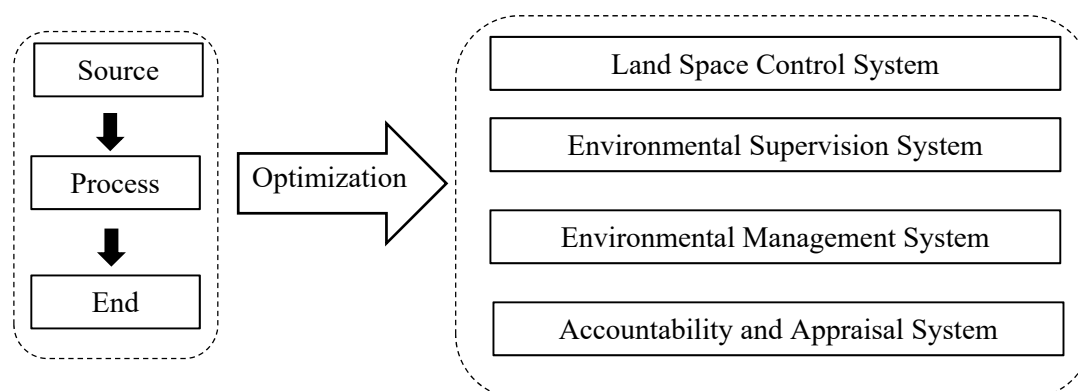 Source
Process
End
Optimization
Land Space Control System
Environmental Supervision System
Environmental Management System
Accountability and Appraisal System